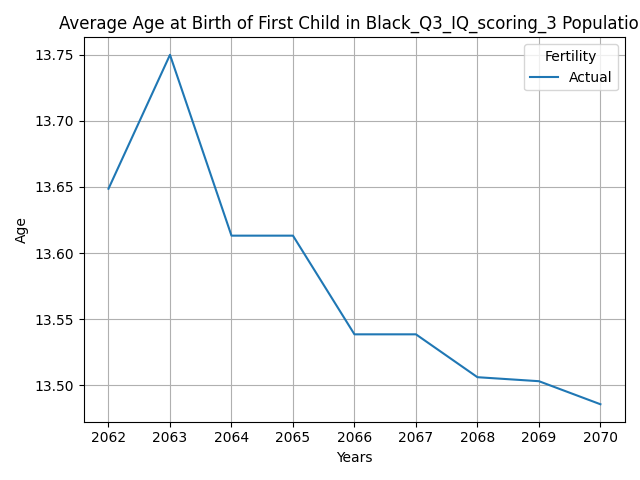 Average Age at Birth of First Child in Black_Q3_IQ_scoring_3 Populatio
Fertility
Actual
Age
13.75
13.70
13.65
13.60
13.55
13.50
2062 2063 2064 2065 2066 2067 2068 2069 2070
Years